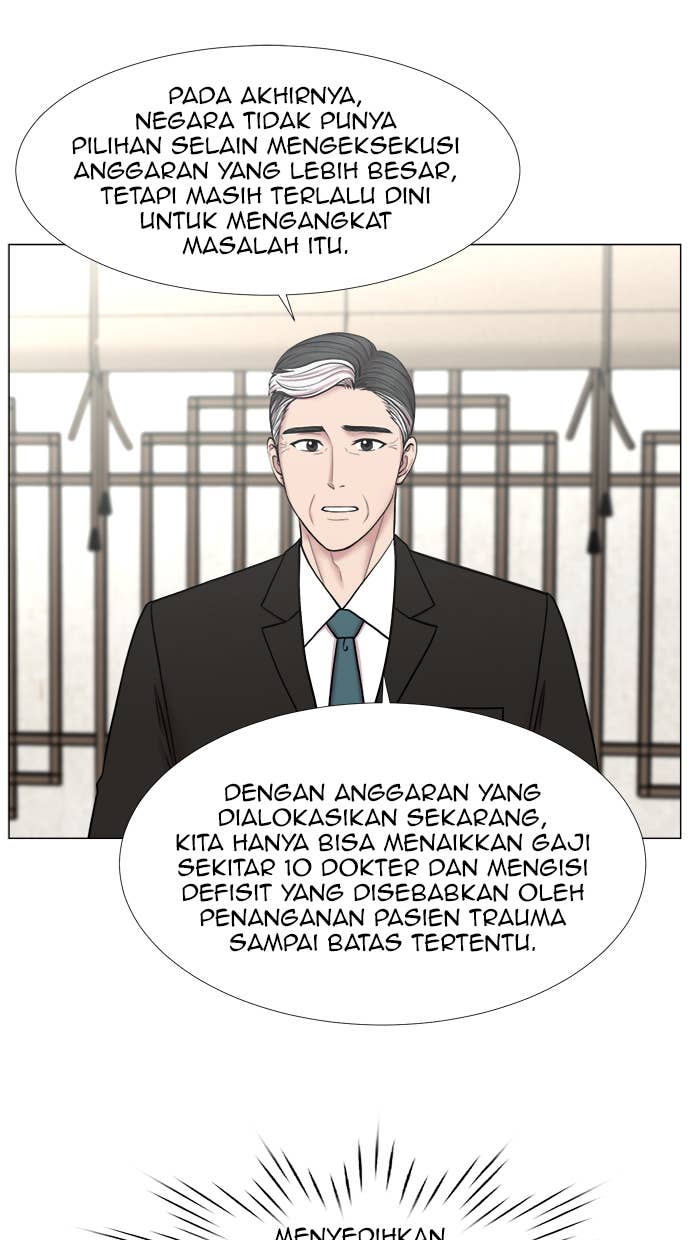 PADA AKHIRNYA,
NEGARA TIDAK PUNYA
PILIHAN SELAIN MENGEKSEKUSI
ANGGARAN YANG LEBIH BESAR,
TETAPI MASIH TERLALU DINI
UNTUK MENGANGKAT
MASALAH ITU.
DENGAN ANGGARAN YANG
DIALOKASIKAN SEKARANG,
KITA HANYA BISA MENAIKKAN GAJI
SEKITAR 10 DOKTER DAN MENGISI
DEFISIT YANG DISEBABKAN OLEH
PENANGANAN PASIEN TRAUMA
SAMPAI BATAS TERTENTU.
MENYEDIHKAN